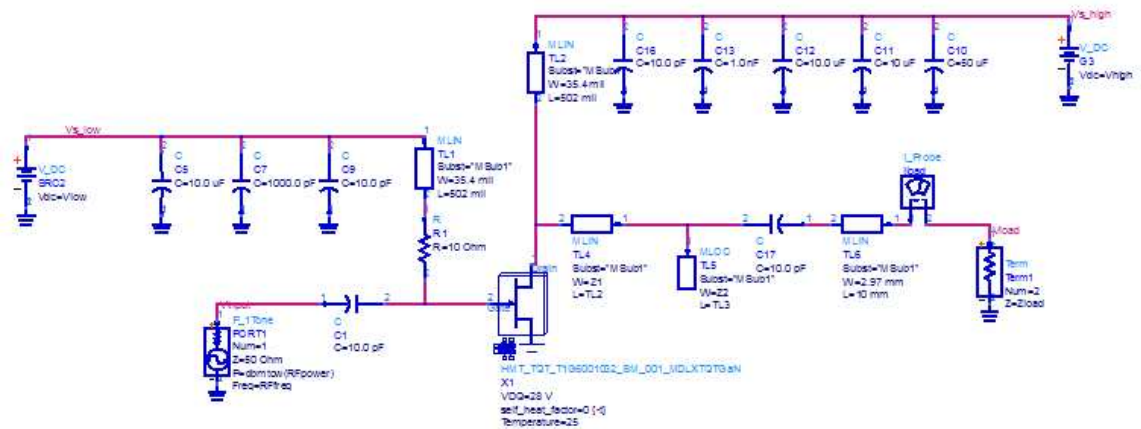 Vs_high
MLIN
TL2
Subst="MSub1"
W=35.4 mil
L=502 mil
C
C16
C=10.0 pF
C
C13
C=1.0 nF
C
C12
C=10.0 uF
C
C11
C=10 uF
C
C10
C=50 uF
V_DC
G3
Vdc=Vhigh
Vs_low
V_DC
SRC2
Vdc=Vlow
C
C5
C=10.0 uF
C
C7
C=1000.0 pF
C
C9
C=10.0 pF
MLIN
TL1
Subst="MSub1"
W=35.4 mil
L=502 mil
R
R1
R=10 Ohm
I_Probe
Iload
MLIN
TL4
Subst="MSub1"
W=Z1
L=TL2
MLOC
TL5
Subst="MSub1"
W=Z2
L=TL3
C
C17
C=10.0 pF
MLIN
TL6
Subst="MSub1"
W=2.97 mm
L=10 mm
Vload
Term
Term1
Num=2
Z=Zload
Drain
Gate
Vinput
P_1Tone
PORT1
Num=1
Z=50 Ohm
P=dbmtow(RFpower)
Freq=RFfreq
C
C1
C=10.0 pF
X1
VDQ=28 V
self_heat_factor=0 {-t}
Temperature=25